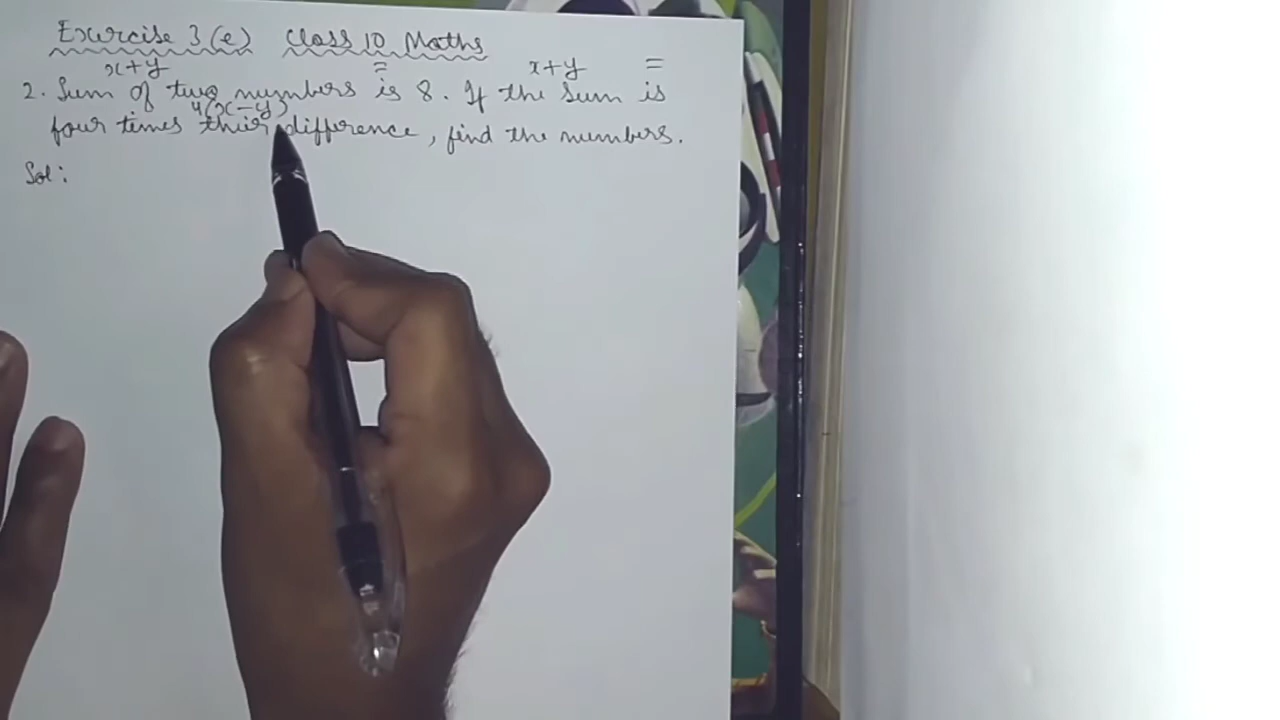 Exercise 3(e) Class 10 Maths
x+y = x+y =
2. Sum of two numbers is 8. If the sum is
4(x-y)
four times thier difference, find the numbers.
Sol: